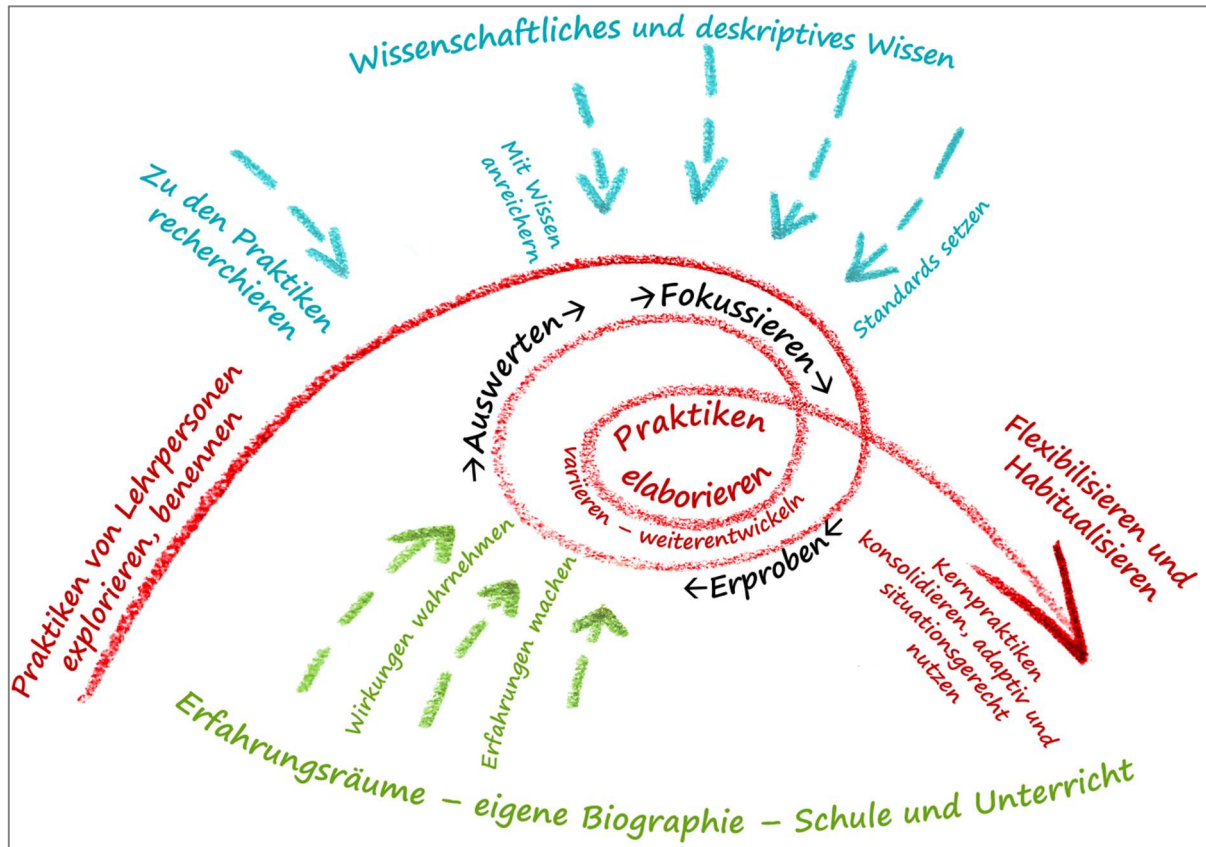 Wissenschaftliches und deskriptives Wissen
Zu den Praktiken
recherchieren
Mit Wissen
anreichern
Standards setzen
Praktiken von Lehrpersonen
explorieren, benennen
→Auswerten→
→Fokussieren→
Praktiken
elaborieren
variieren – weiterentwickeln
←Erproben←
Flexibilisieren und
Habitualisieren
Kernpraktiken
konsolidieren, adaptiv und
situationsgerecht
nutzen
Wirkungen wahrnehmen
Erfahrungen machen
Erfahrungsräume – eigene Biographie – Schule und Unterricht